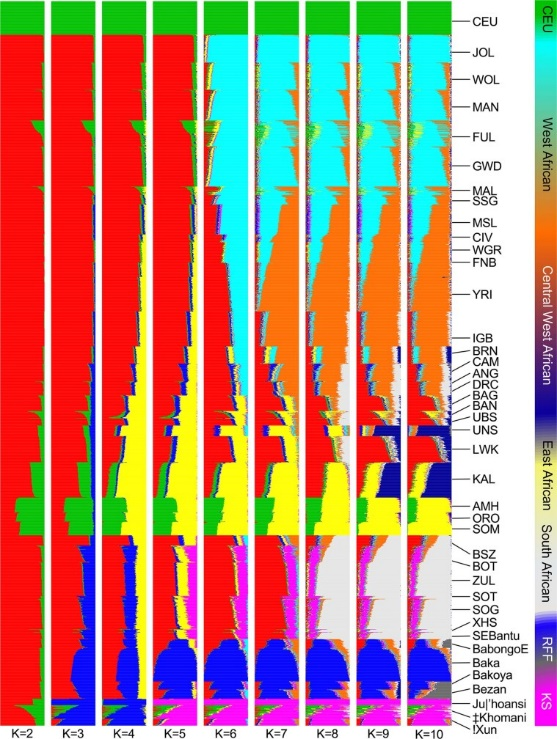 CEU
JOL
WOL
MAN
FUL
GWD
MAL
SSG
MSL
CIV
WGR
FNB
YRI
IGB
BRN
CAM
ANG
DRC
BAG
BAN
UBS
UNS
LWK
KAL
AMH
ORO
SOM
BSZ
BOT
ZUL
SOT
SOG
XHS
SEBantu
BabongoE
Baka
Bakoya
Bezan
Ju|'hoansi
‡Khomani
!Xun
K=2 K=3 K=4 K=5 K=6 K=7 K=8 K=9 K=10
CEU
West African
Central West African
East African
South African
RFF
KS